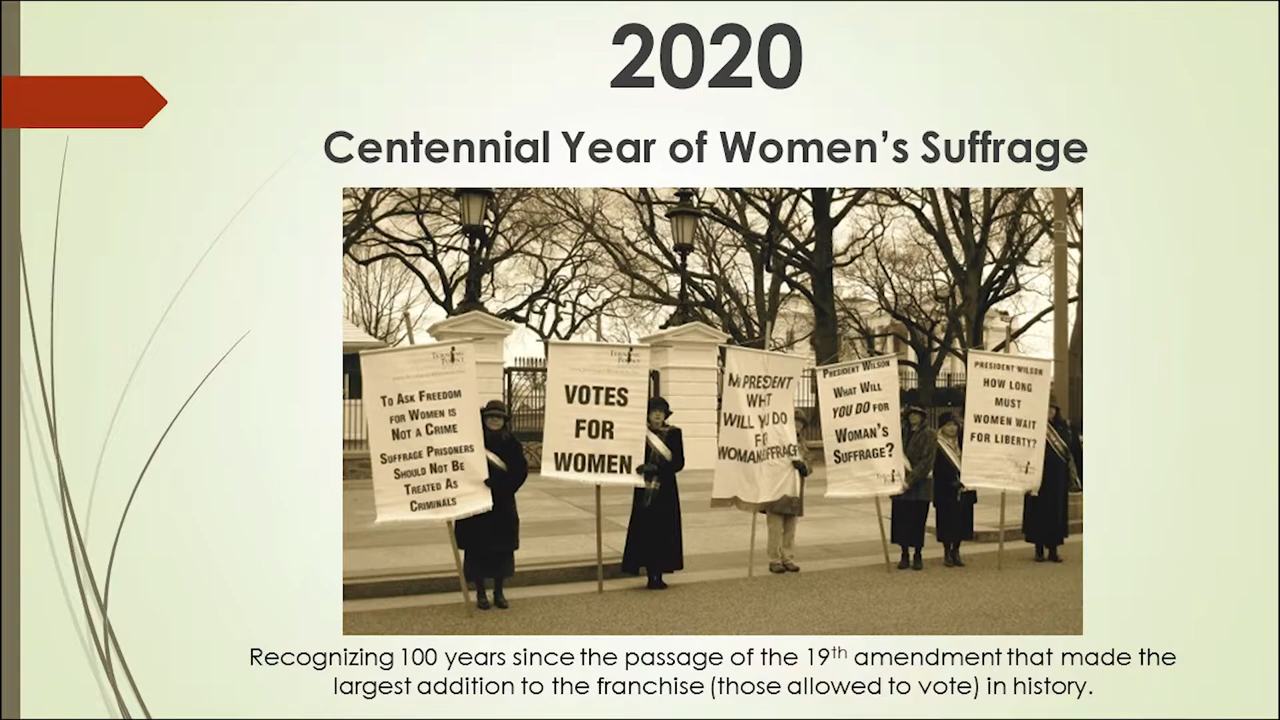 2020
Centennial Year of Women's Suffrage
TO ASK FREEDOM
FOR WOMEN IS
NOT A CRIME
SUFFRAGE PRISONERS
SHOULD NOT BE
TREATED AS
CRIMINALS
VOTES
FOR
WOMEN
PRESIDENT
WILL
DO
PRESIDENT WILSON
WHAT WILL
YOU DO FOR
WOMAN'S
SUFFRAGE?
PRESIDENT WILSON
HOW LONG
MUST
WOMEN WAIT
FOR LIBERTY?
Recognizing 100 years since the passage of the 19th amendment that made the
largest addition to the franchise (those allowed to vote) in history.